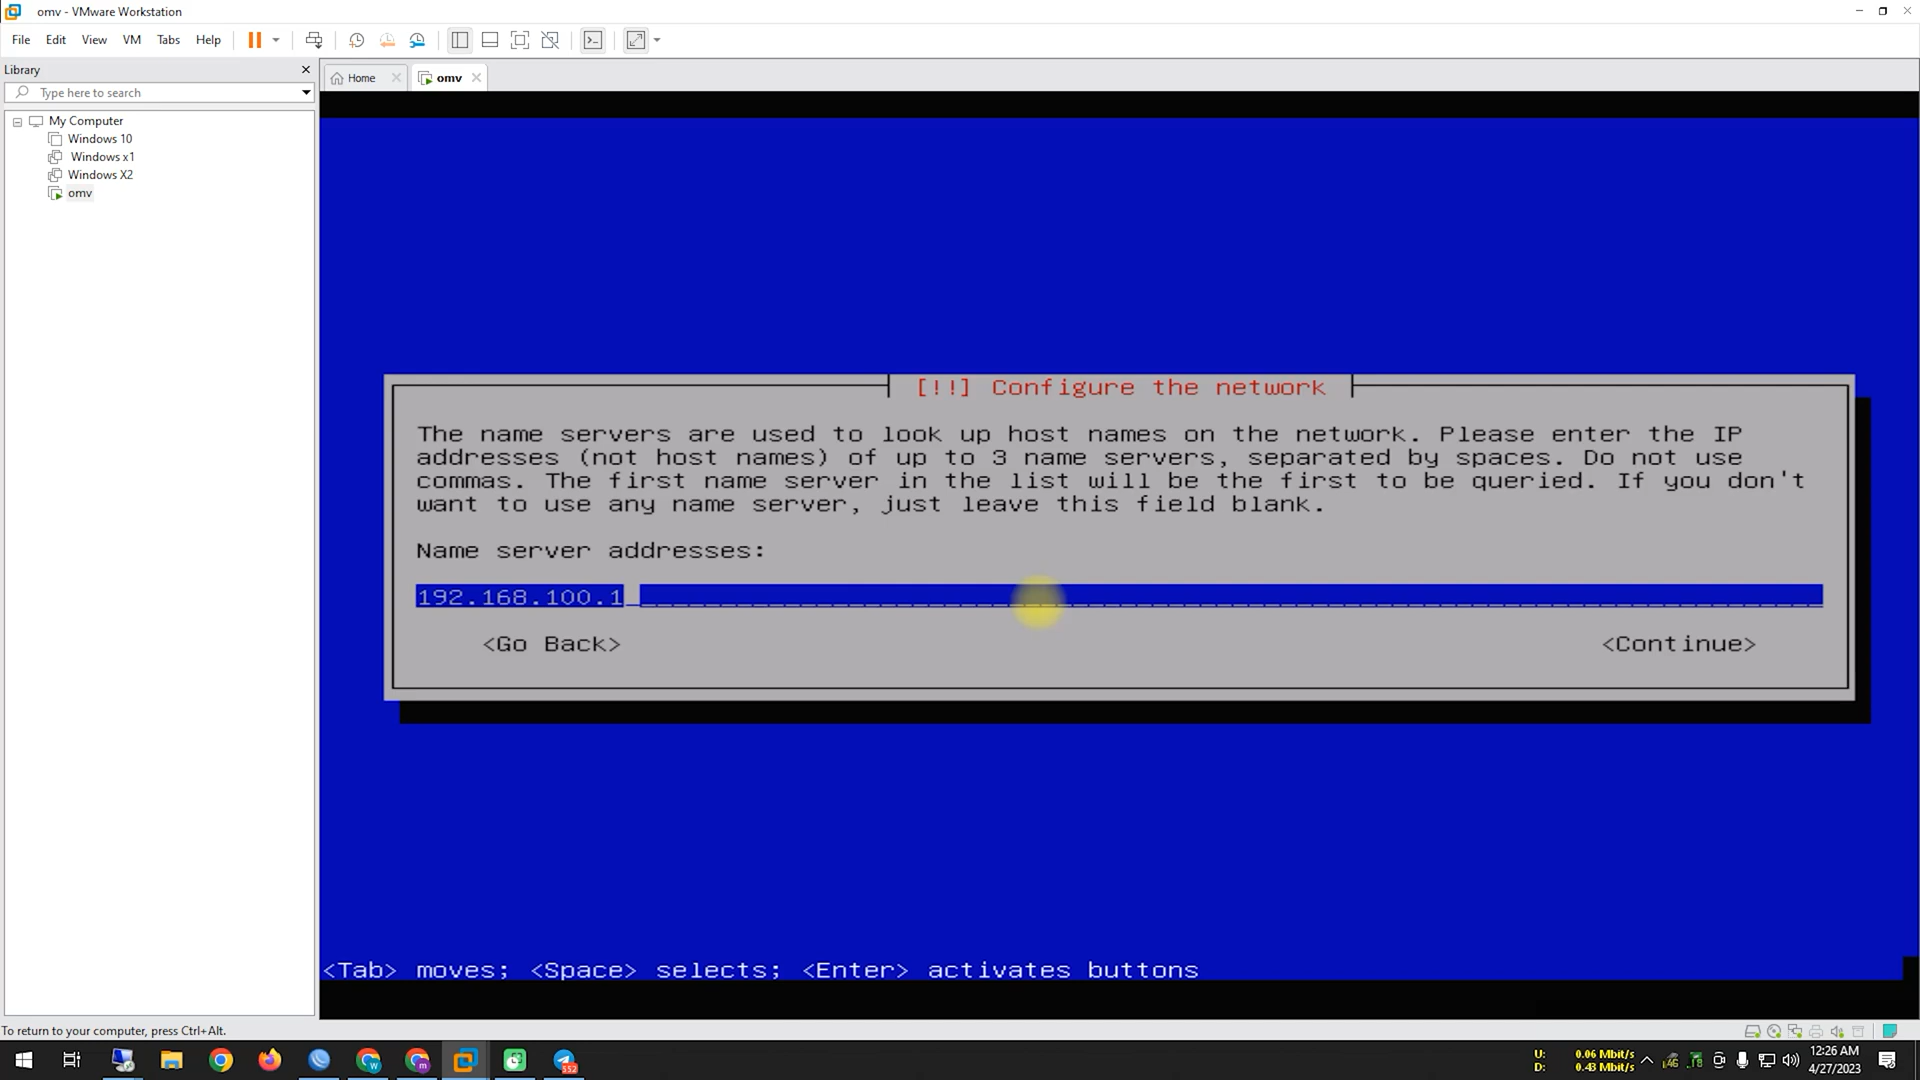 omv - VMware Workstation
File Edit View VM Tabs Help
Library
Type here to search
My Computer
Windows 10
Windows x1
Windows X2
omv
Home
omv
[!!] Configure the network
The name servers are used to look up host names on the network. Please enter the IP
addresses (not host names) of up to 3 name servers, separated by spaces. Do not use
commas. The first name server in the list will be the first to be queried. If you don't
want to use any name server, just leave this field blank.
Name server addresses:
192.168.100.1
<Go Back> <Continue>
<Tab> moves; <Space> selects; <Enter> activates buttons
To return to your computer, press Ctrl+Alt.
U: 0.06 Mbit/s
D: 0.43 Mbit/s
12:26 AM
4/27/2023
552